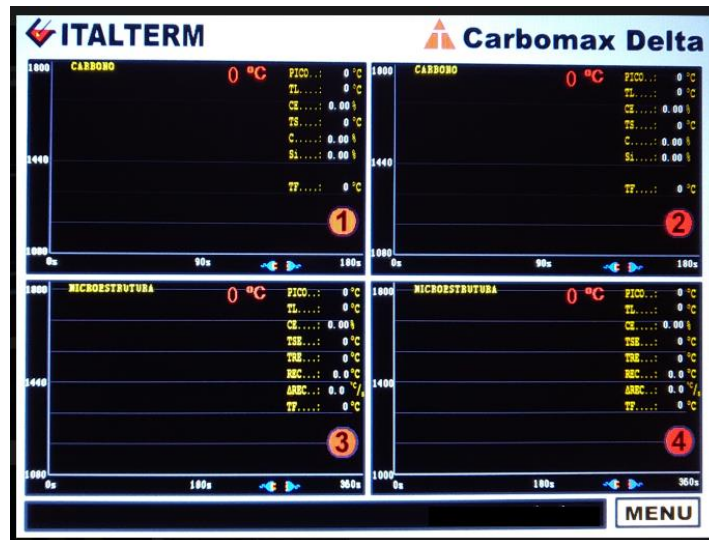 ITALTERM
Carbomax Delta
1800 CARBONO 0 ºC
PICO..: 0 °C
TL....: 0 °C
CE....: 0.00 %
TS....: 0 °C
C.....: 0.00 %
Si....: 0.00 %
TF....: 0 °C
1440
1
1080
0s 90s 180s
1800 CARBONO 0 ºC
PICO..: 0 °C
TL....: 0 °C
CE....: 0.00 %
TS....: 0 °C
C.....: 0.00 %
Si....: 0.00 %
TF....: 0 °C
1440
2
1080
0s 90s 180s
1800 MICROESTRUTURA 0 ºC
PICO..: 0 °C
TL....: 0 °C
CE....: 0.00%
TSE...: 0 °C
TRE...: 0 °C
REC...: 0.0 °C
ΔREC..: 0.0 °C/s
TF....: 0 °C
1440
3
1080
0s 180s 360s
1800 MICROESTRUTURA 0 ºC
PICO..: 0 °C
TL....: 0 °C
CE....: 0.00%
TSE...: 0 °C
TRE...: 0 °C
REC...: 0.0 °C
ΔREC..: 0.0 °C/s
TF....: 0 °C
1400
4
1000
0s 180s 360s
MENU